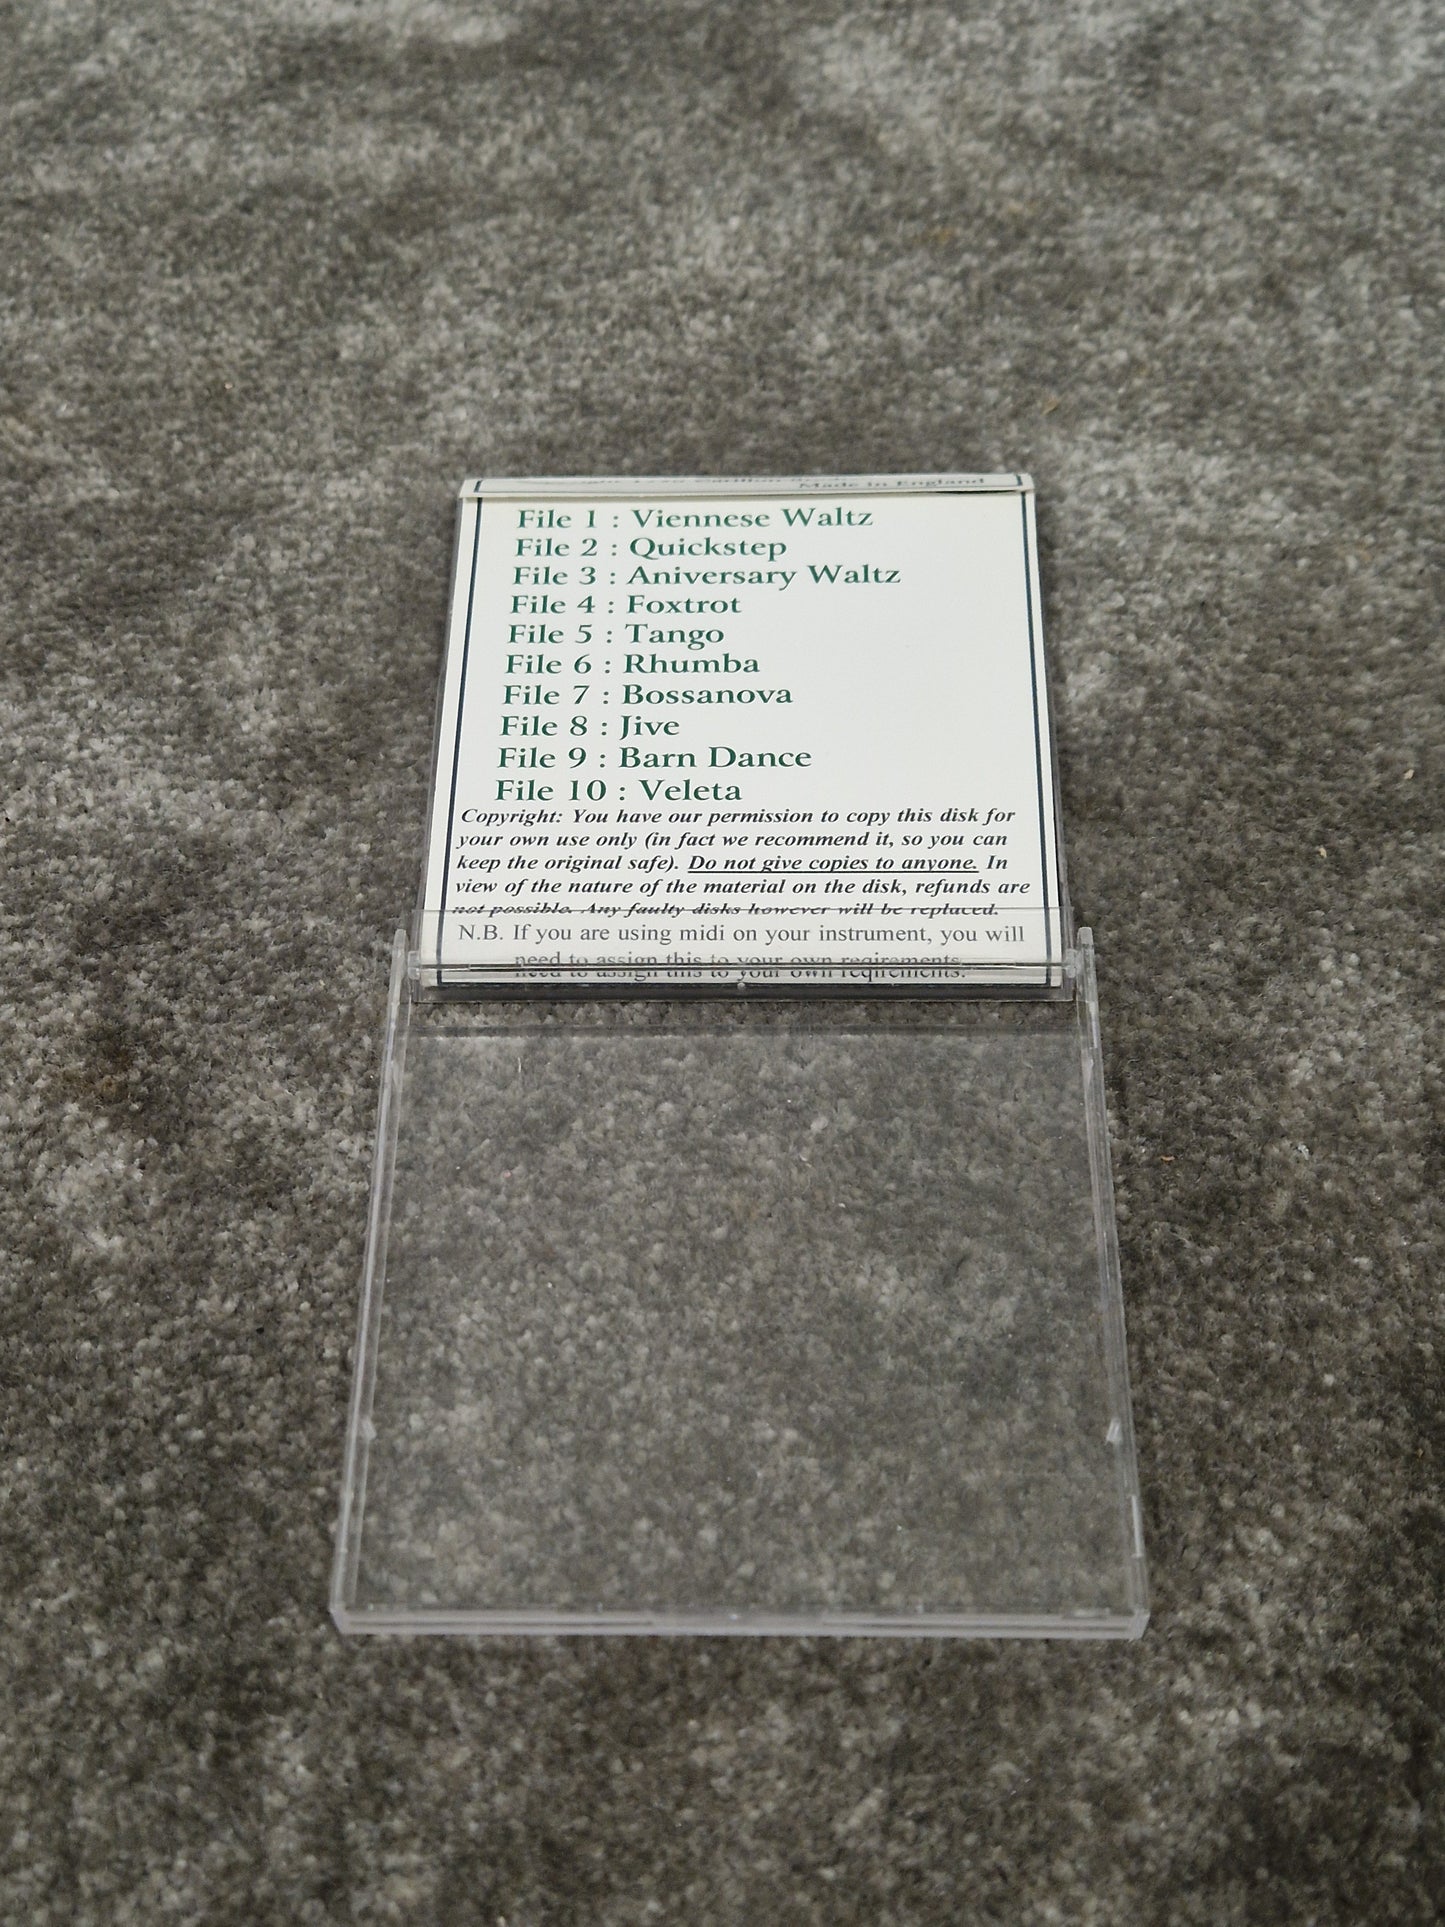 Made in England
File 1 : Viennese Waltz
File 2 : Quickstep
File 3 : Aniversary Waltz
File 4 : Foxtrot
File 5 : Tango
File 6 : Rhumba
File 7 : Bossanova
File 8 : Jive
File 9 : Barn Dance
File 10 : Veleta
Copyright: You have our permission to copy this disk for
your own use only (in fact we recommend it, so you can
keep the original safe). Do not give copies to anyone. In
view of the nature of the material on the disk, refunds are
not possible. Any faulty disks however will be replaced.
N.B. If you are using midi on your instrument, you will
need to assign this to your own reqirements.